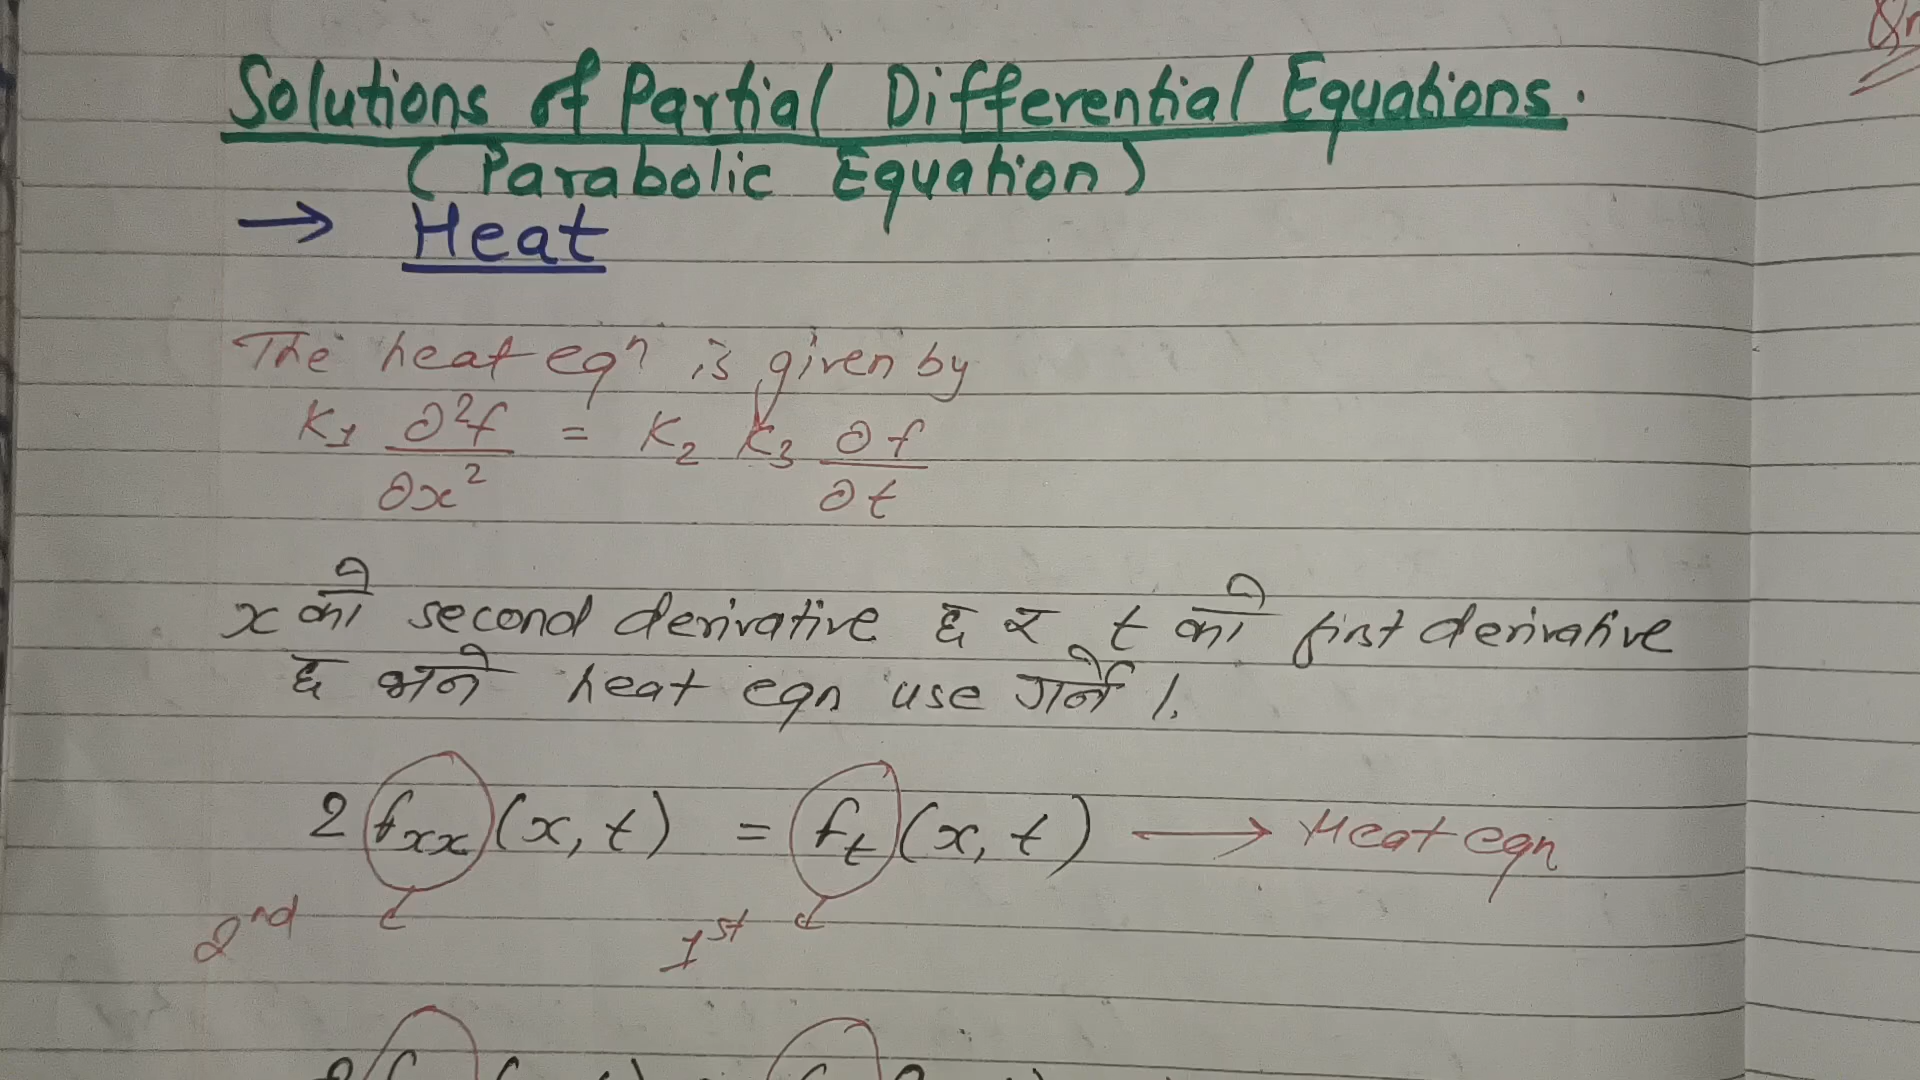 Solutions of Partial Differential Equations.
(Parabolic Equation)
→ Heat
The heat eqn is given by
K1 ∂²f/∂x² = K2 K3 ∂f/∂t
x को second derivative छ र t को first derivative
छ भने heat eqn use गर्ने ।.
2 fxx (x, t) = ft (x, t) → Heat eqn
2nd 1st